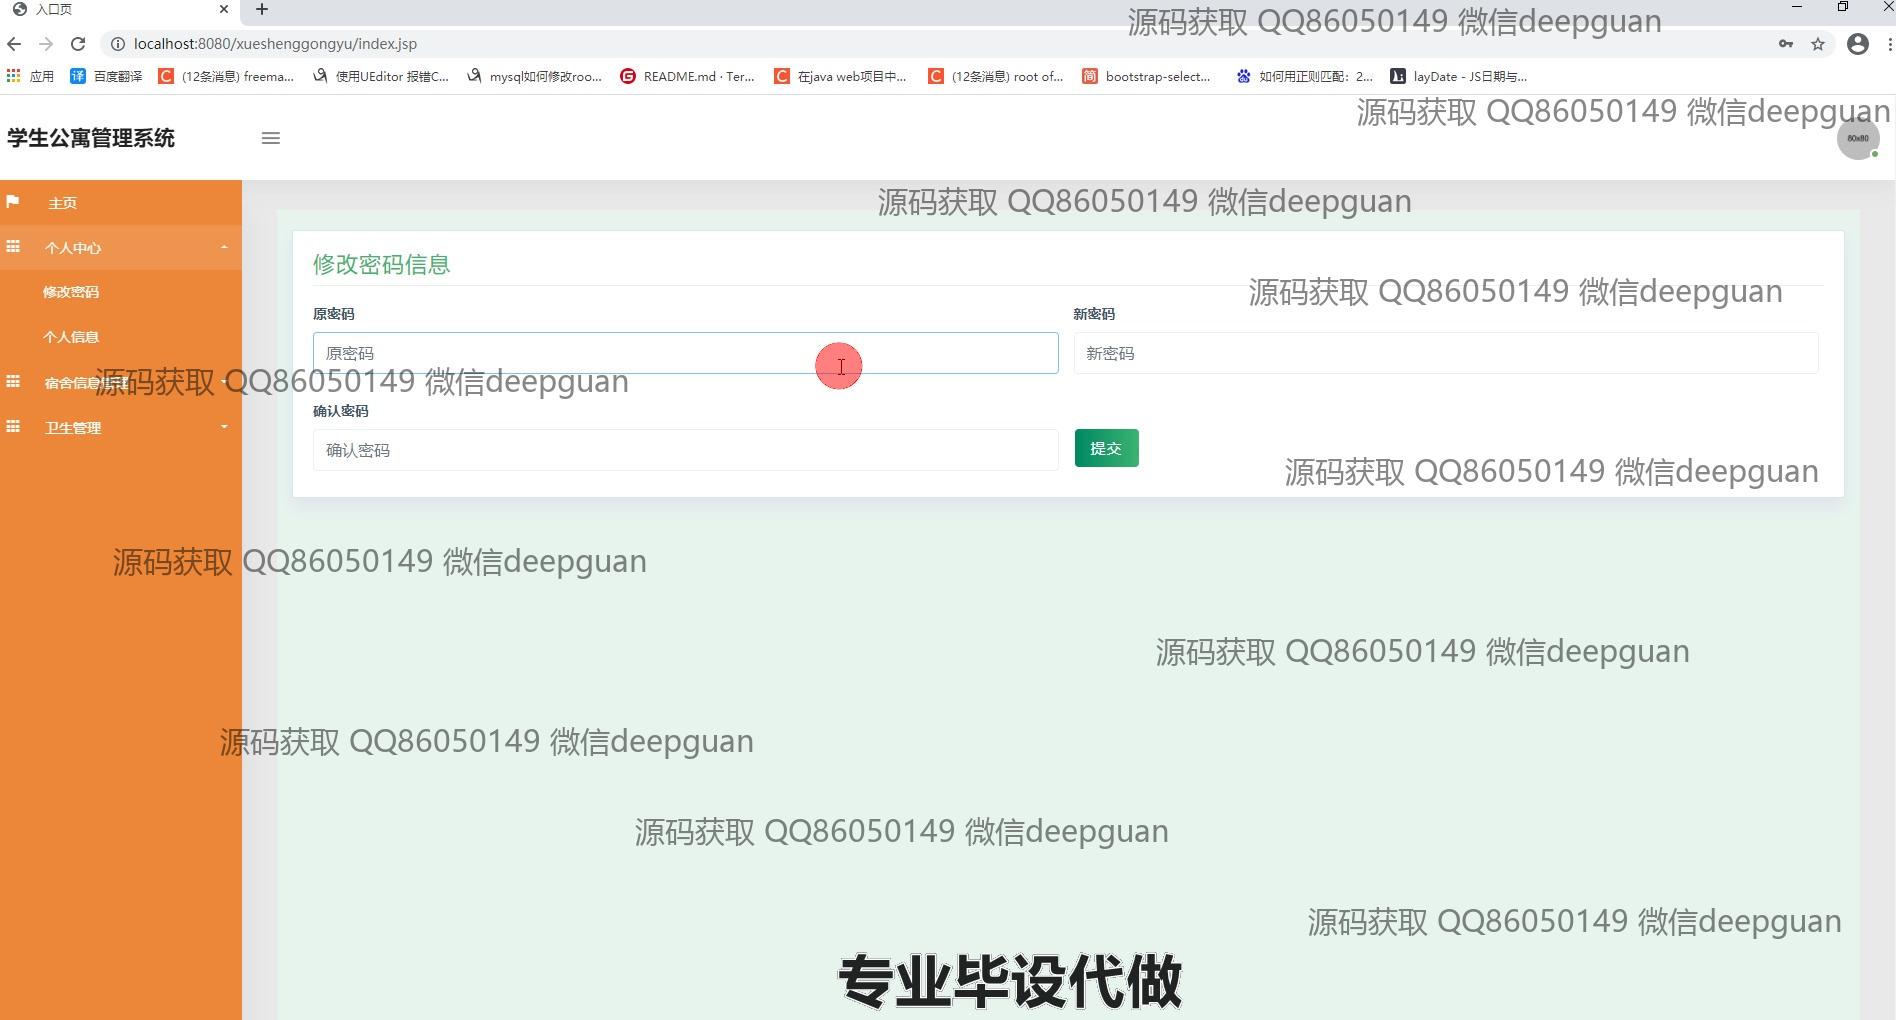 入口页
源码获取 QQ86050149 微信deepguan
localhost:8080/xueshenggongyu/index.jsp
应用 百度翻译 (12条消息) freema... 使用UEditor 报错C... mysql如何修改roo... README.md · Ter... 在java web项目中... (12条消息) root of... bootstrap-select... 如何用正则匹配：2... layDate - JS日期与...
源码获取 QQ86050149 微信deepguan
学生公寓管理系统
80x80
主页
源码获取 QQ86050149 微信deepguan
个人中心
修改密码信息
修改密码
源码获取 QQ86050149 微信deepguan
原密码 新密码
个人信息
原密码 新密码
宿舍信息
源码获取 QQ86050149 微信deepguan
确认密码
卫生管理
确认密码 提交
源码获取 QQ86050149 微信deepguan
源码获取 QQ86050149 微信deepguan
源码获取 QQ86050149 微信deepguan
源码获取 QQ86050149 微信deepguan
源码获取 QQ86050149 微信deepguan
源码获取 QQ86050149 微信deepguan
专业毕设代做